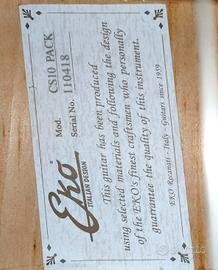 Eko
ITALIAN DESIGN
Mod. CS10 PACK
Serial No. 110418
This guitar has been produced
using selected materials and following the design
of the EKO's finest craftsmen who personally
guarrantee the quality of this instrument.
EKO Recanati - Italy - Guitars since 1959